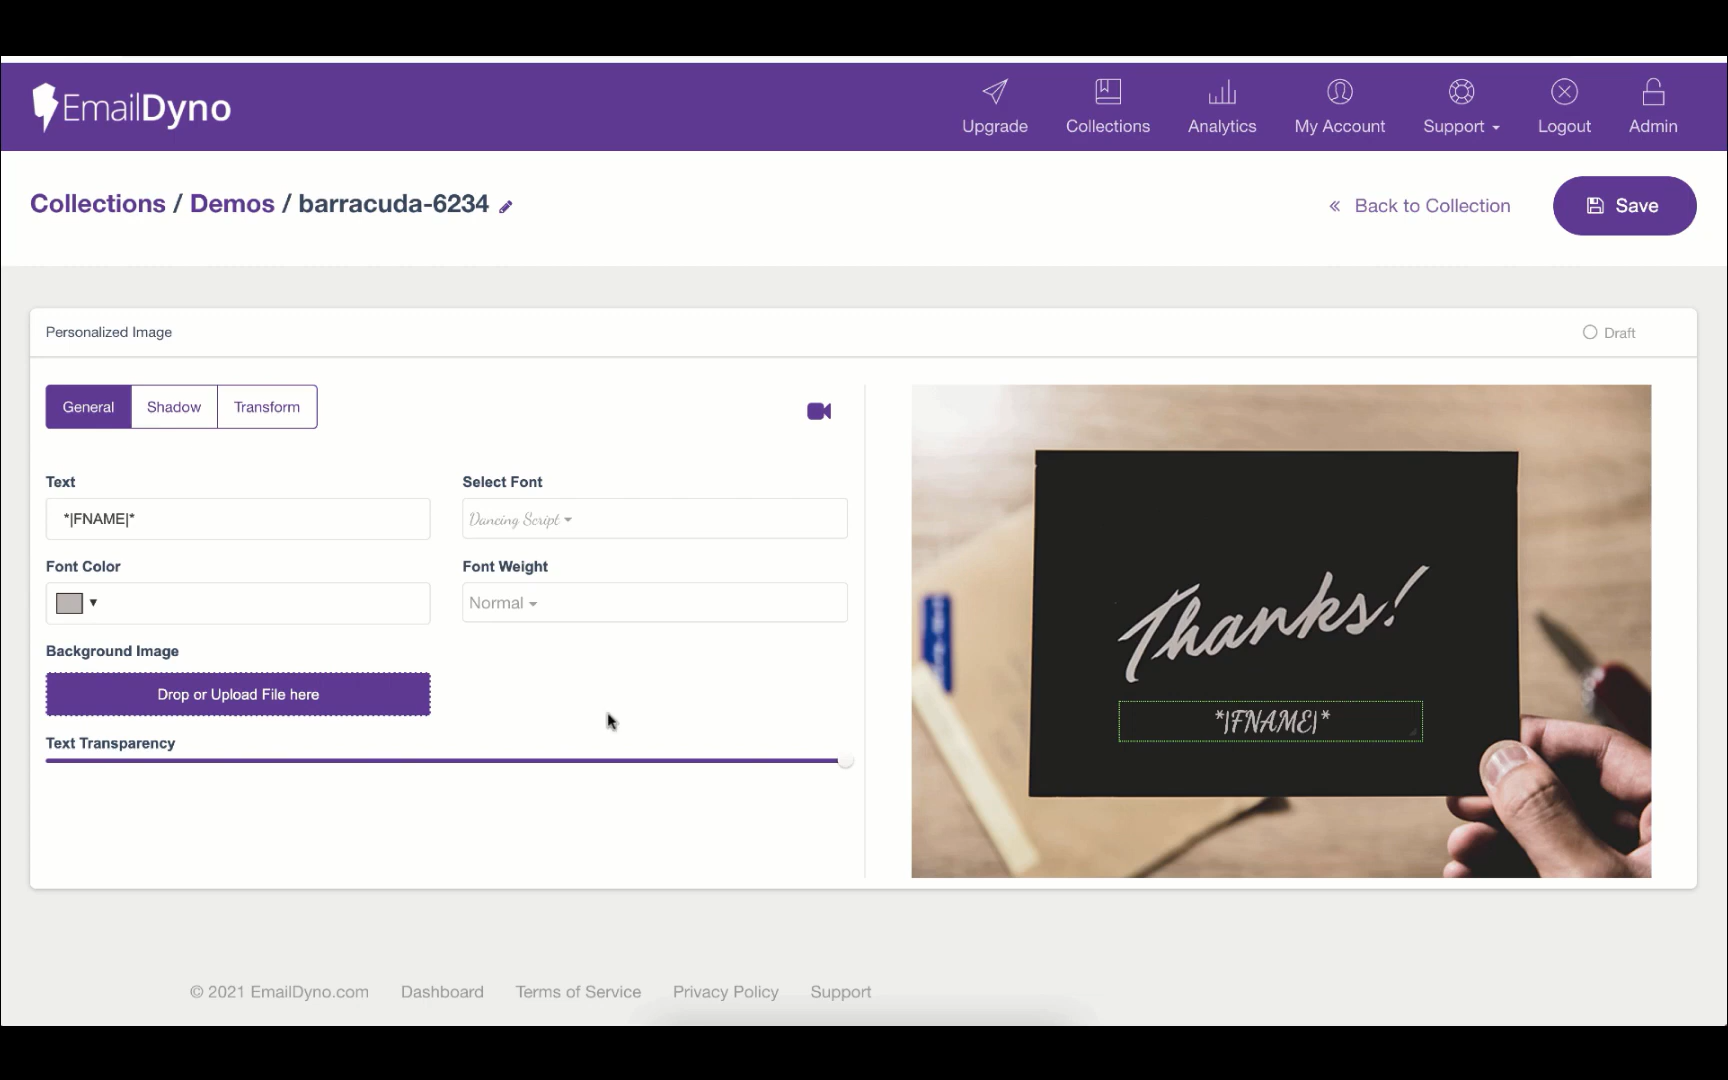 EmailDyno
Upgrade
Collections
Analytics
My Account
Support
Logout
Admin
Collections / Demos / barracuda-6234
« Back to Collection
Save
Personalized Image
Draft
General
Shadow
Transform
Text
*|FNAME|*
Select Font
Dancing Script
Font Color
Font Weight
Normal
Background Image
Drop or Upload File here
Text Transparency
Thanks!
*|FNAME|*
© 2021 EmailDyno.com
Dashboard
Terms of Service
Privacy Policy
Support